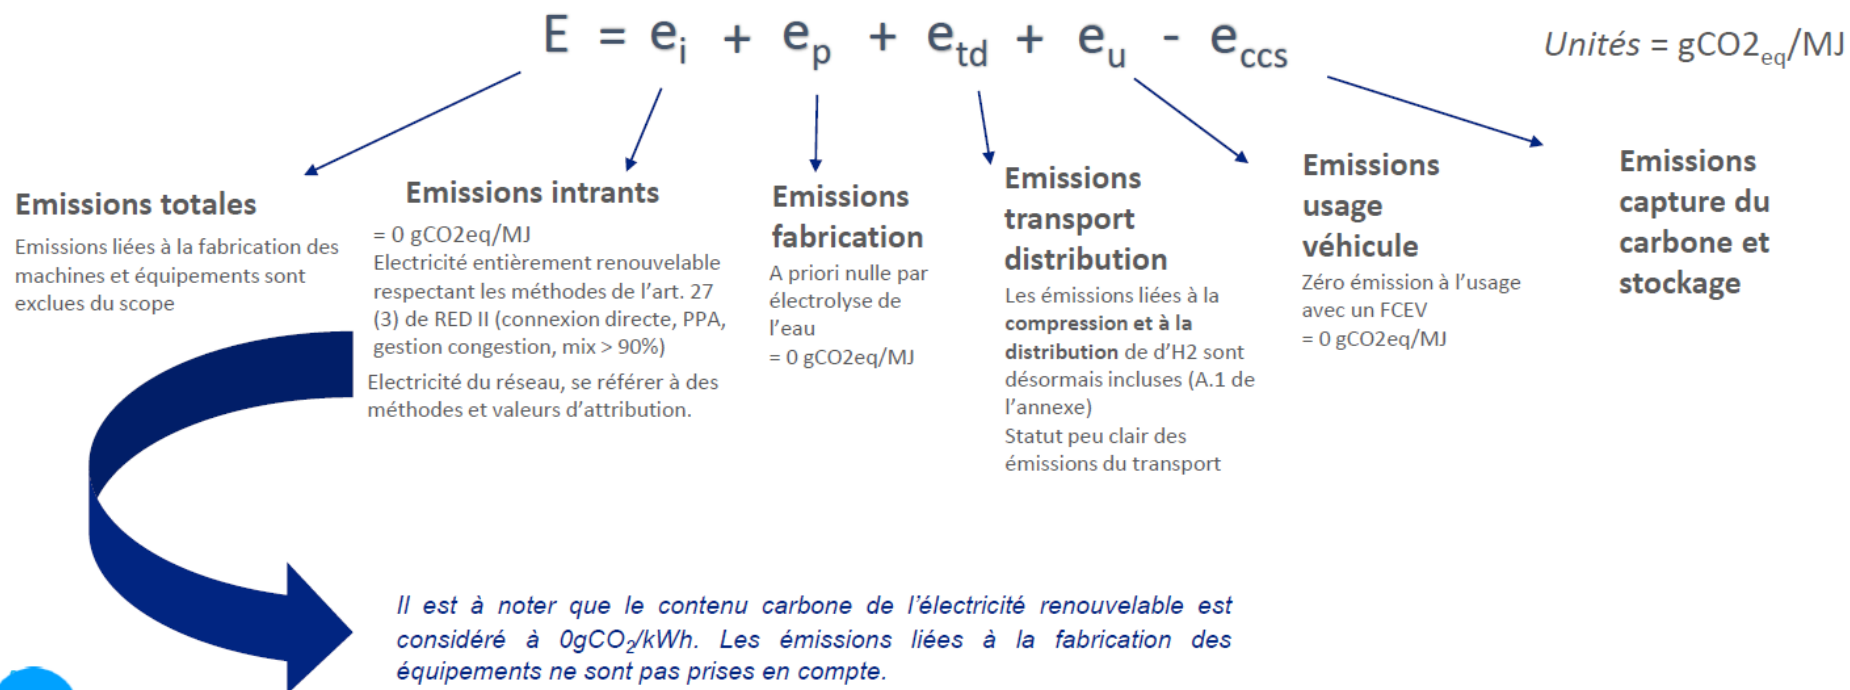 E = e_i + e_p + e_td + e_u - e_ccs
Unités = gCO2_eq/MJ
Emissions totales
Emissions liées à la fabrication des
machines et équipements sont
exclues du scope
Emissions intrants
= 0 gCO2eq/MJ
Electricité entièrement renouvelable
respectant les méthodes de l’art. 27
(3) de RED II (connexion directe, PPA,
gestion congestion, mix > 90%)
Electricité du réseau, se référer à des
méthodes et valeurs d’attribution.
Emissions
fabrication
A priori nulle par
électrolyse de
l’eau
= 0 gCO2eq/MJ
Emissions
transport
distribution
Les émissions liées à la
compression et à la
distribution de d’H2 sont
désormais incluses (A.1 de
l’annexe)
Statut peu clair des
émissions du transport
Emissions
usage
véhicule
Zéro émission à l’usage
avec un FCEV
= 0 gCO2eq/MJ
Emissions
capture du
carbone et
stockage
Il est à noter que le contenu carbone de l’électricité renouvelable est
considéré à 0gCO₂/kWh. Les émissions liées à la fabrication des
équipements ne sont pas prises en compte.